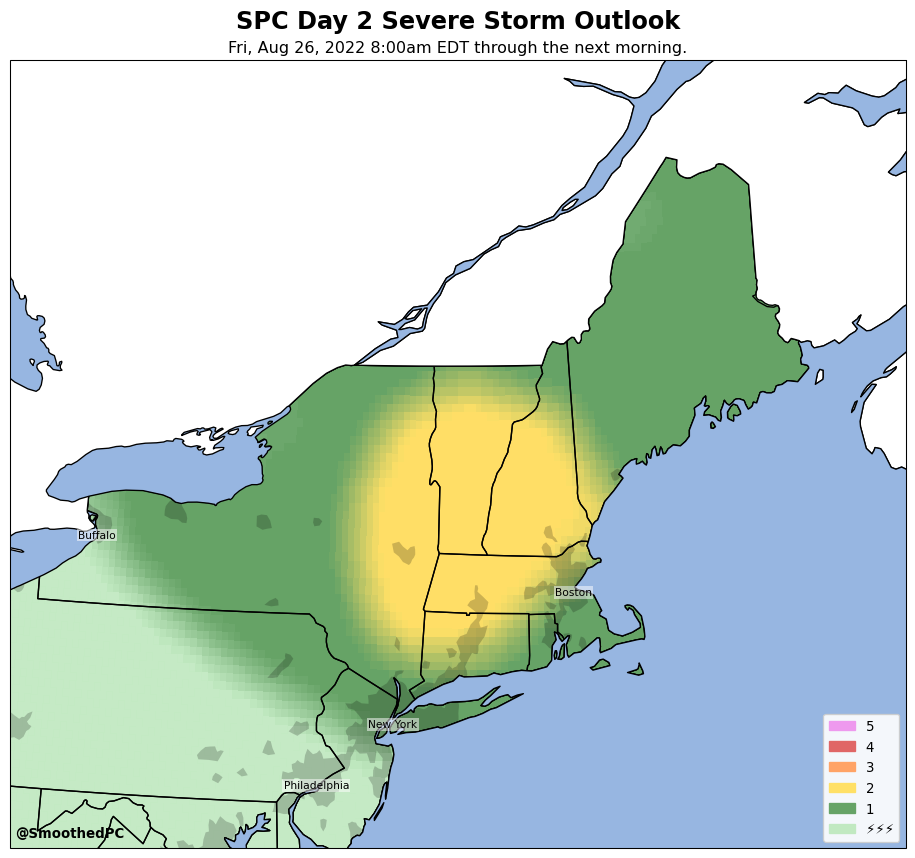 SPC Day 2 Severe Storm Outlook
Fri, Aug 26, 2022 8:00am EDT through the next morning.
Buffalo
Boston
New York
Philadelphia
5
4
3
2
1
⚡⚡⚡
@SmoothedPC